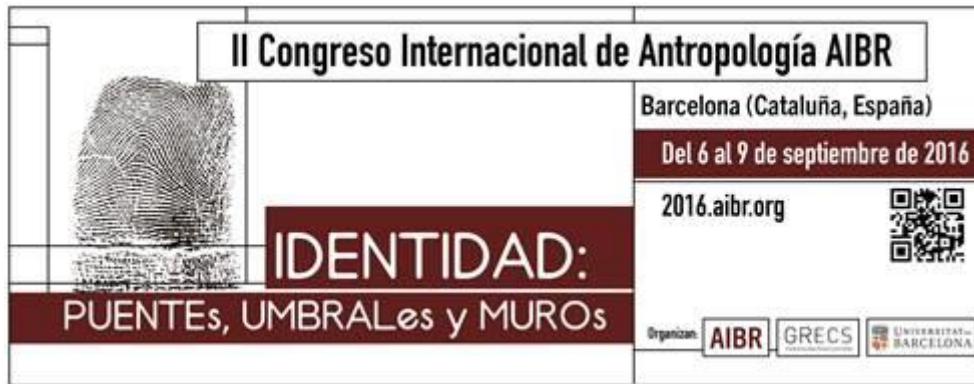 II Congreso Internacional de Antropología AIBR
Barcelona (Cataluña, España)
Del 6 al 9 de septiembre de 2016
2016.aibr.org
IDENTIDAD:
PUENTEs, UMBRALes y MUROs
Organizan: AIBR GRECS UNIVERSITAT DE BARCELONA